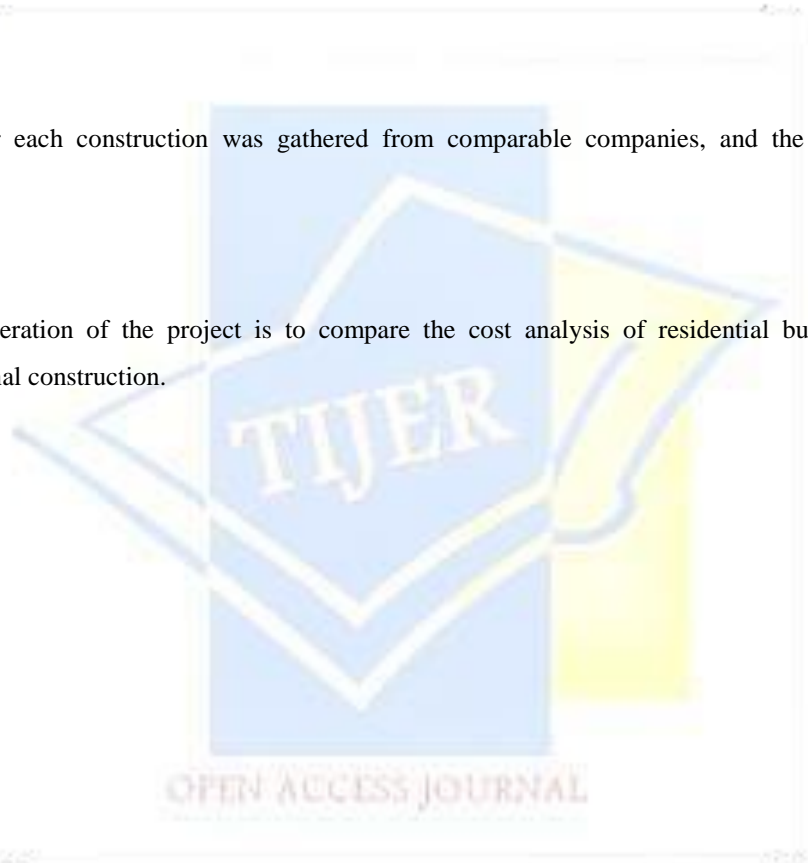 each construction was gathered from comparable companies, and the
eration of the project is to compare the cost analysis of residential bu
nal construction.
TIJER
OPEN ACCESS JOURNAL